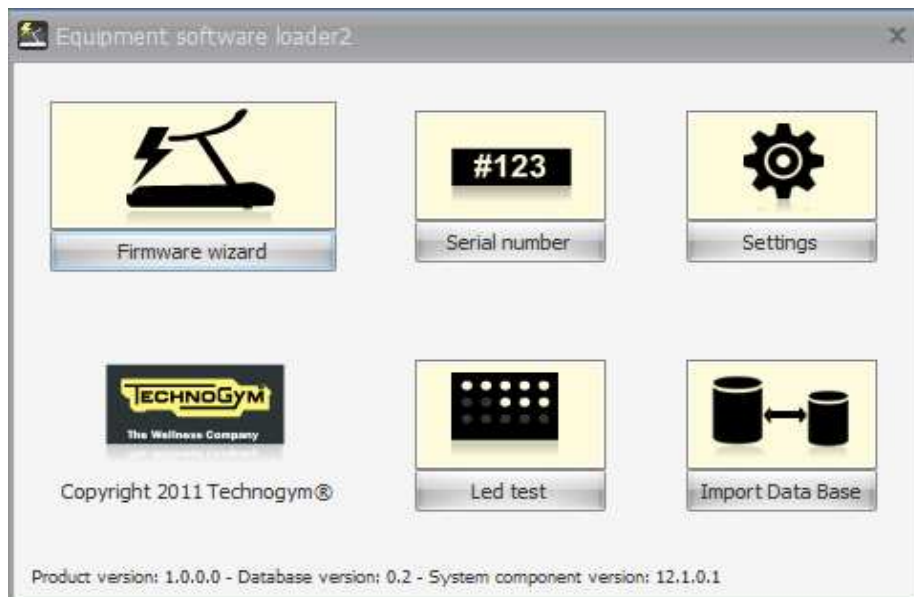 Equipment software loader2
#123
Firmware wizard
Serial number
Settings
TECHNOGYM
The Wellness Company
Copyright 2011 Technogym®
Led test
Import Data Base
Product version: 1.0.0.0 - Database version: 0.2 - System component version: 12.1.0.1